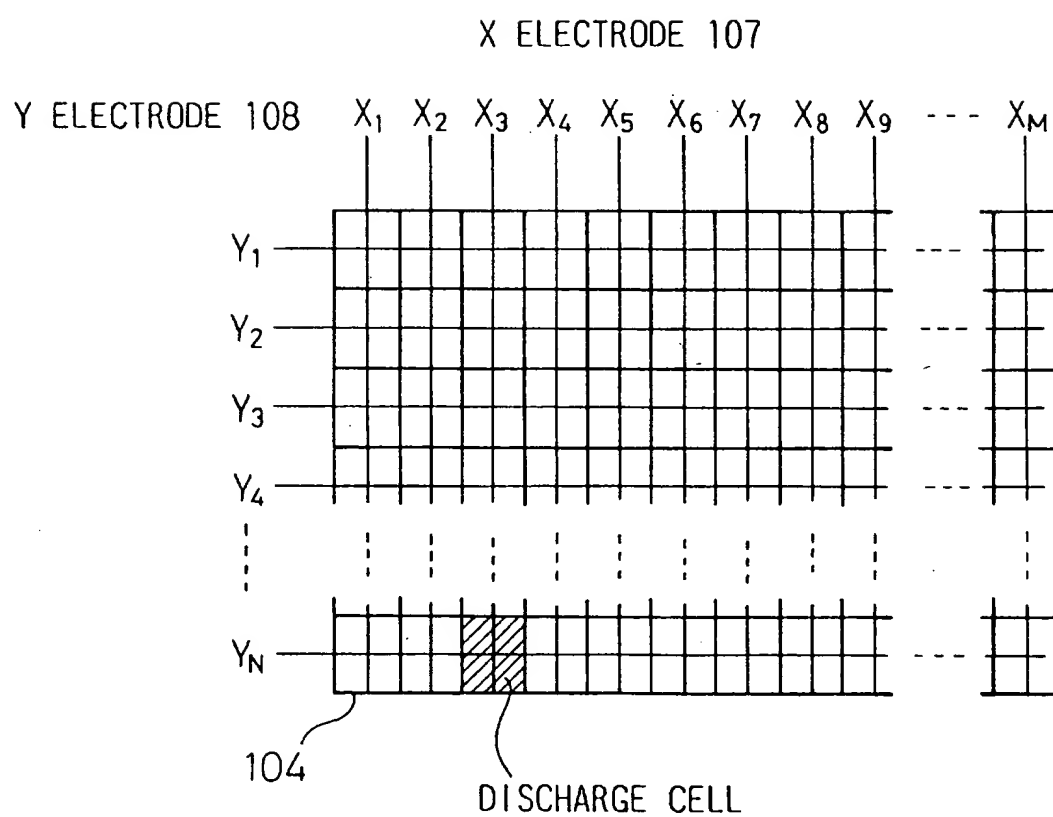 X ELECTRODE 107
Y ELECTRODE 108 X1 X2 X3 X4 X5 X6 X7 X8 X9 --- XM
Y1
Y2
Y3
Y4
YN
104
DISCHARGE CELL